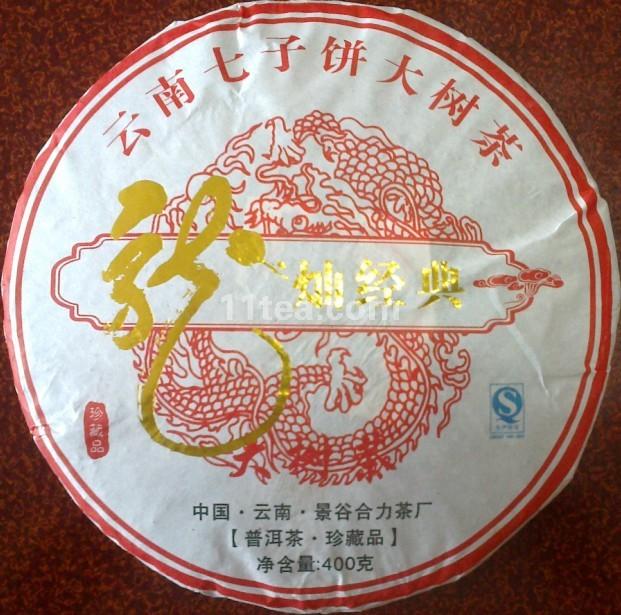 云南七子饼大树茶
龍
灿经典
11tea.com
珍藏品
大树茶
中国·云南·景谷合力茶厂
【普洱茶·珍藏品】
净含量:400克